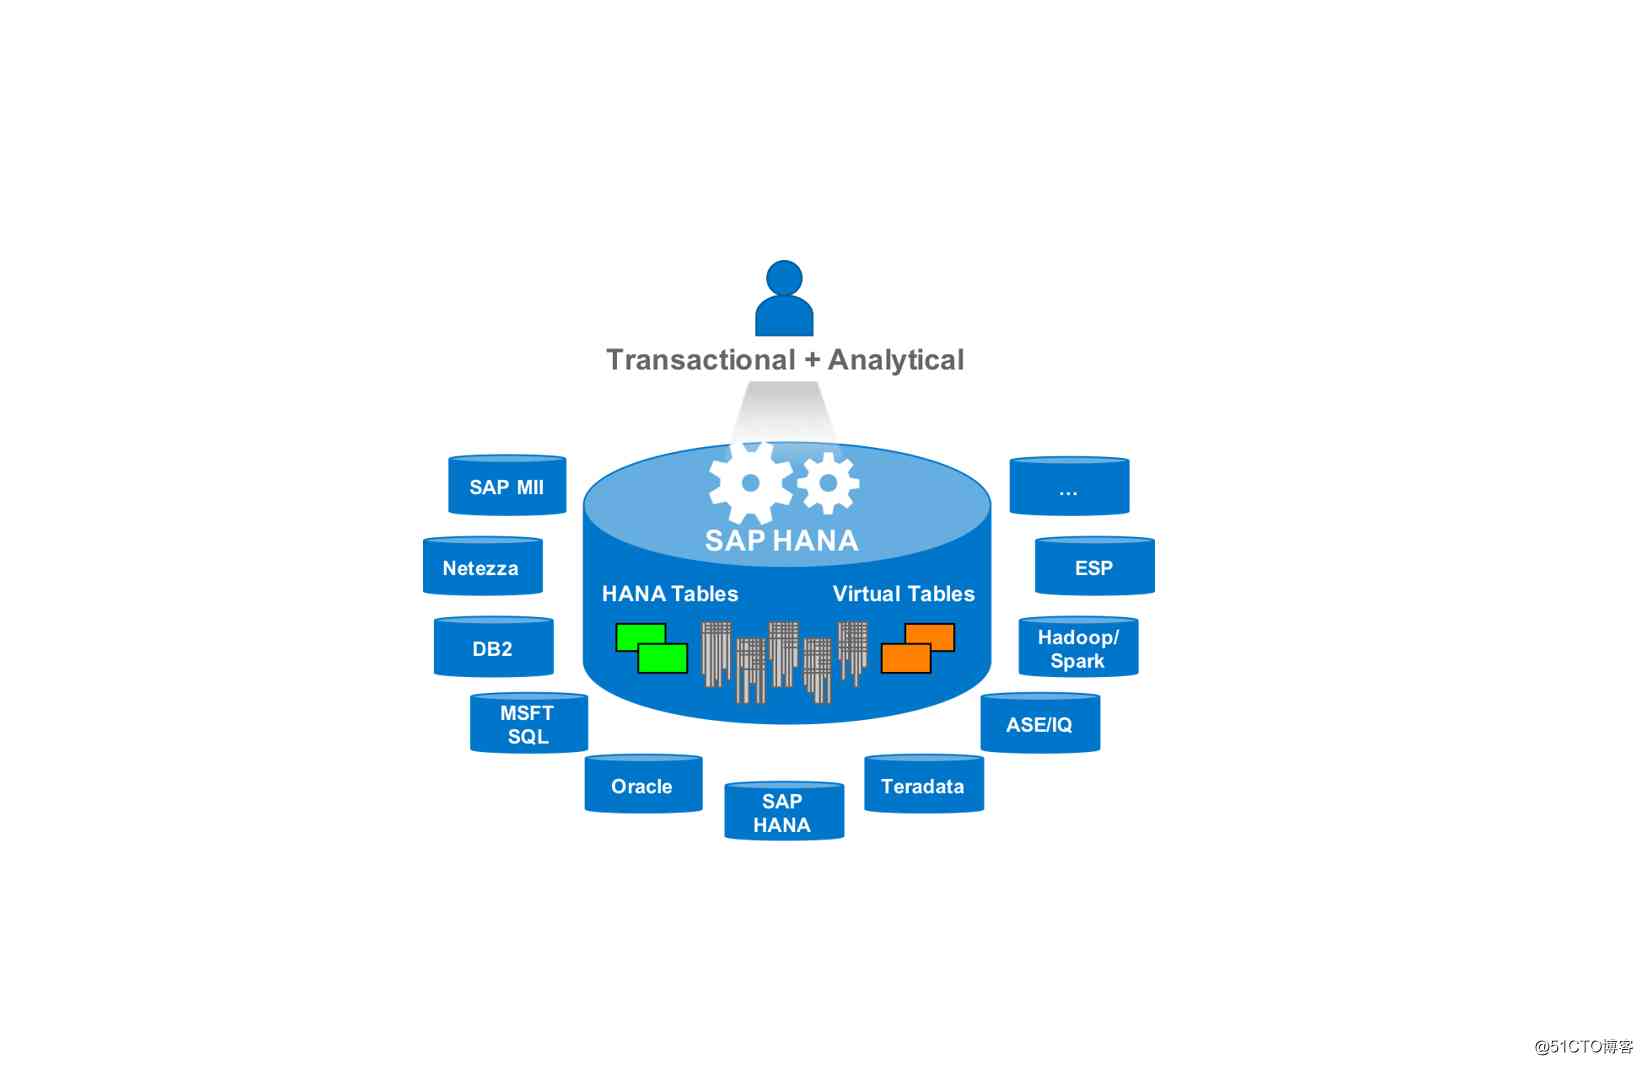 Transactional + Analytical
SAP MII
...
SAP HANA
Netezza
ESP
HANA Tables
Virtual Tables
DB2
Hadoop/
Spark
MSFT
SQL
ASE/IQ
Oracle
Teradata
SAP
HANA
@51CTO博客